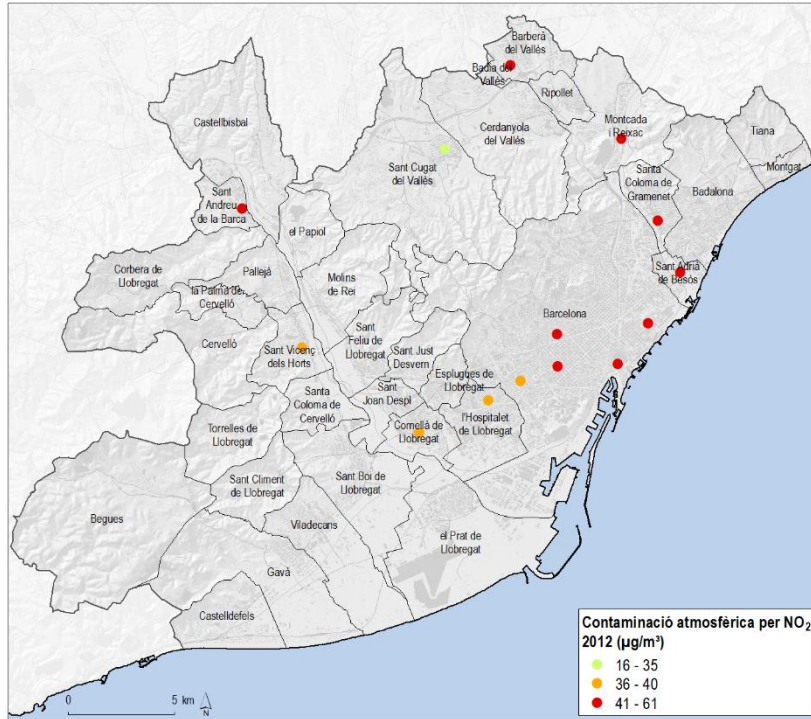 Barberà
del Vallès
Badia del
Vallès
Ripollet
Castellbisbal
Cerdanyola
del Vallès
Montcada
i Reixac
Tiana
Montgat
Sant Cugat
del Vallès
Santa
Coloma de
Gramenet
Badalona
Sant
Andreu
de la Barca
el Papiol
Sant Adrià
de Besòs
Corbera de
Llobregat
Pallejà
la Palma de
Cervelló
Molins
de Rei
Barcelona
Cervelló
Sant Vicenç
dels Horts
Sant
Feliu de
Llobregat
Sant Just
Desvern
Esplugues de
Llobregat
Santa
Coloma de
Cervelló
Sant
Joan Despí
Cornellà de
Llobregat
l'Hospitalet
de Llobregat
Torrelles de
Llobregat
Sant Climent
de Llobregat
Sant Boi de
Llobregat
Begues
Viladecans
el Prat de
Llobregat
Gavà
Castelldefels
Contaminació atmosfèrica per NO₂
2012 (µg/m³)
16 - 35
36 - 40
41 - 61
0 5 km
N